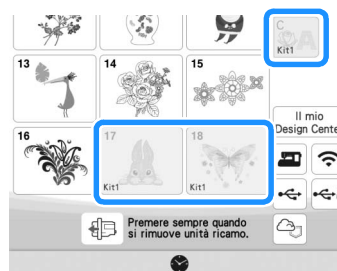 C
Kit1
13
14
15
Il mio
Design Cente
16
17
18
Kit1
Kit1
Premere sempre quando
si rimuove unità ricamo.